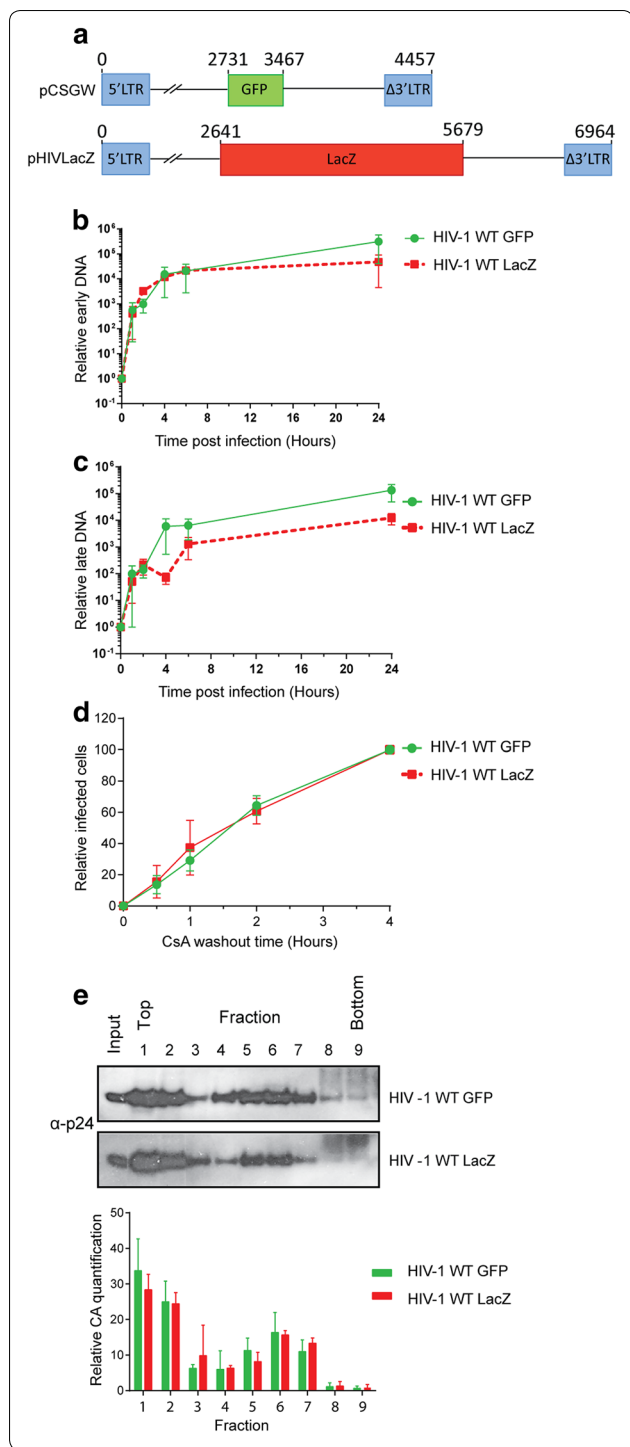 a
0 2731 3467 4457
pCSGW 5'LTR GFP Δ3'LTR
0 2641 5679 6964
pHIVLacZ 5'LTR LacZ Δ3'LTR
b
Relative early DNA
10⁶
10⁵
10⁴
10³
10²
10¹
10⁰
10⁻¹
0 4 8 12 16 20 24
Time post infection (Hours)
HIV-1 WT GFP
HIV-1 WT LacZ
c
Relative late DNA
10⁶
10⁵
10⁴
10³
10²
10¹
10⁰
10⁻¹
0 4 8 12 16 20 24
Time post infection (Hours)
HIV-1 WT GFP
HIV-1 WT LacZ
d
Relative infected cells
120
100
80
60
40
20
0
0 1 2 3 4
CsA washout time (Hours)
HIV-1 WT GFP
HIV-1 WT LacZ
e
Input Top Fraction Bottom
1 2 3 4 5 6 7 8 9
α-p24
HIV -1 WT GFP
HIV -1 WT LacZ
Relative CA quantification
50
40
30
20
10
0
1 2 3 4 5 6 7 8 9
Fraction
HIV-1 WT GFP
HIV-1 WT LacZ